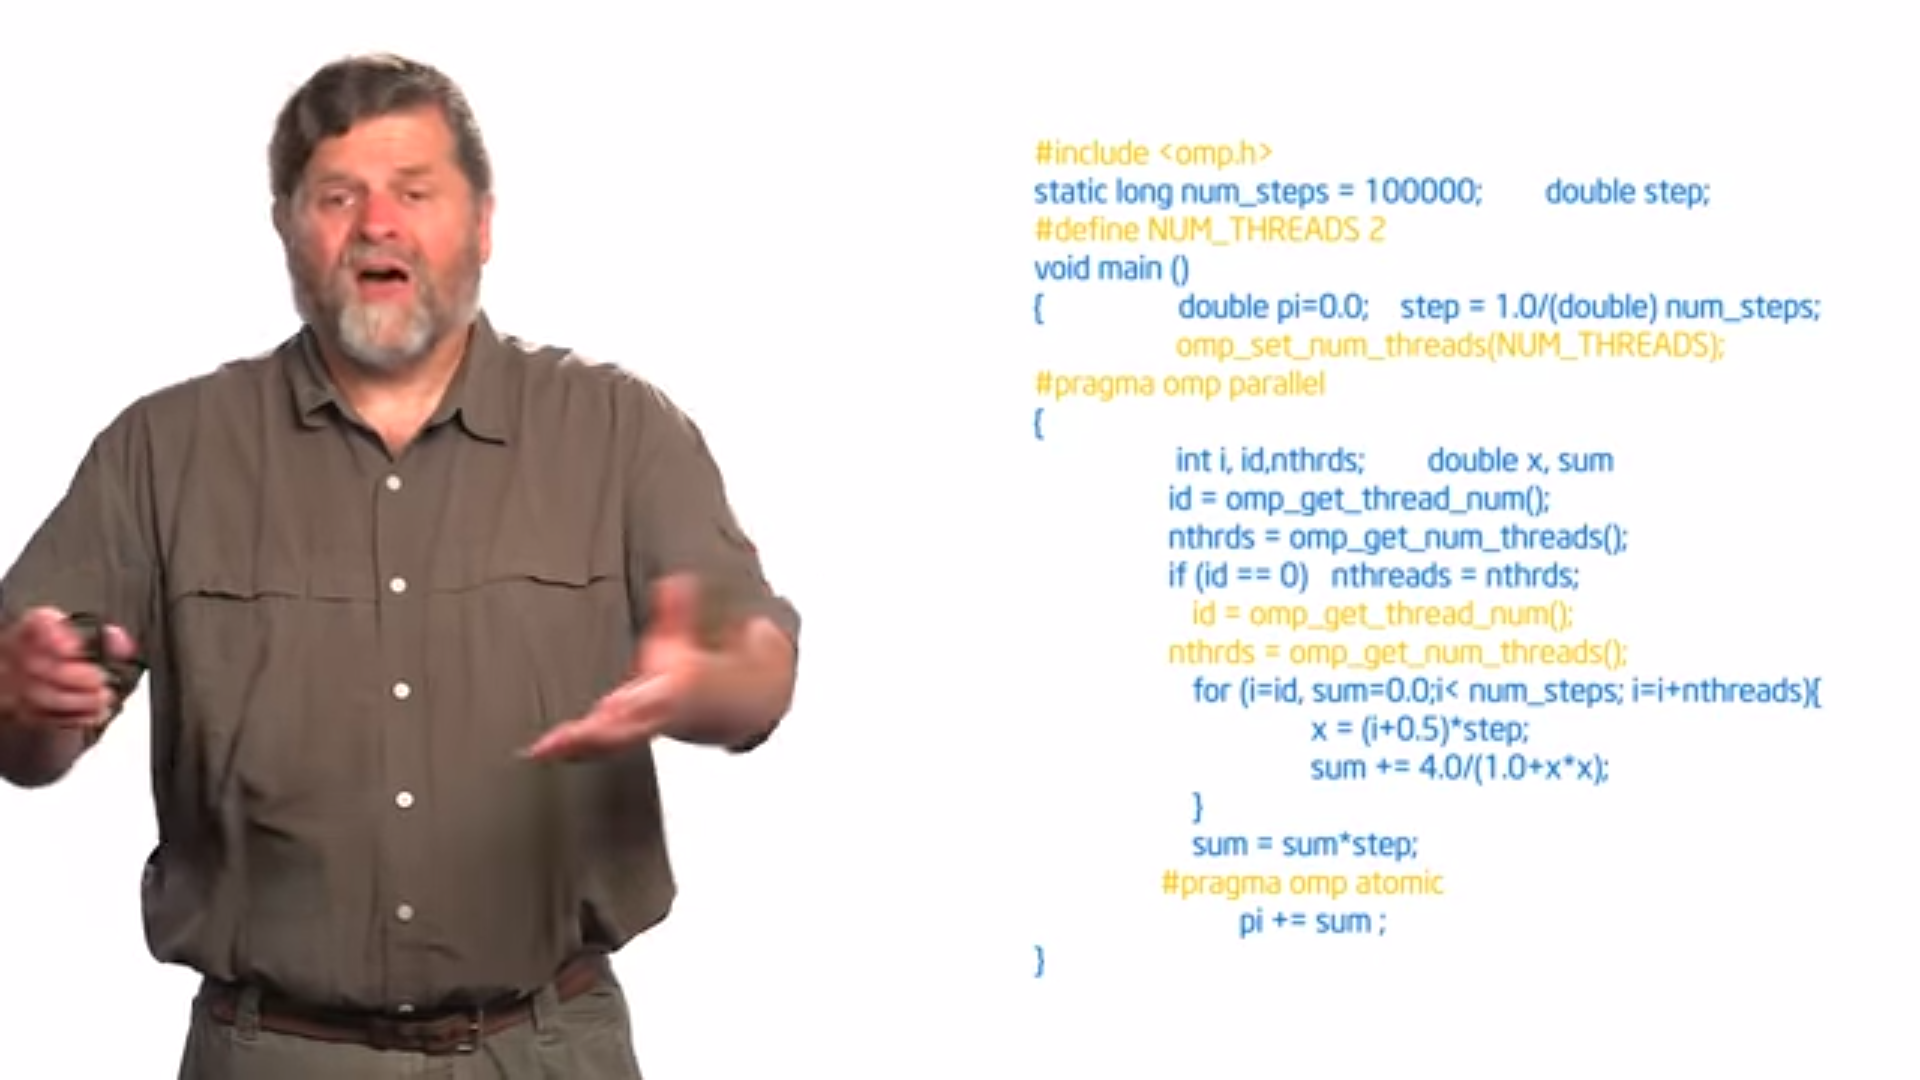 #include <omp.h>
static long num_steps = 100000; double step;
#define NUM_THREADS 2
void main ()
{ double pi=0.0; step = 1.0/(double) num_steps;
omp_set_num_threads(NUM_THREADS);
#pragma omp parallel
{
int i, id,nthrds; double x, sum
id = omp_get_thread_num();
nthrds = omp_get_num_threads();
if (id == 0) nthreads = nthrds;
id = omp_get_thread_num();
nthrds = omp_get_num_threads();
for (i=id, sum=0.0;i< num_steps; i=i+nthreads){
x = (i+0.5)*step;
sum += 4.0/(1.0+x*x);
}
sum = sum*step;
#pragma omp atomic
pi += sum ;
}